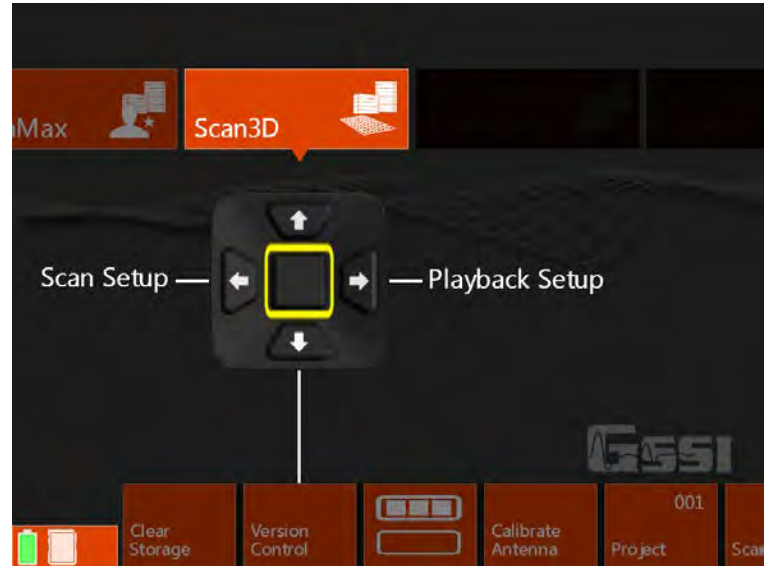 Max
Scan3D
Scan Setup
Playback Setup
GSSI
001
Clear
Storage
Version
Control
Calibrate
Antenna
Project